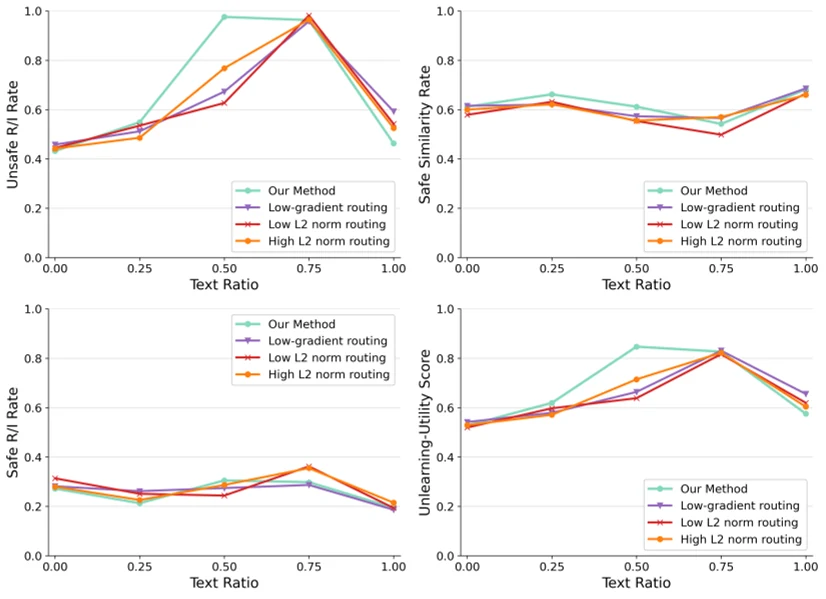 1.0
0.8
0.6
0.4
0.2
0.0
Unsafe R/I Rate
0.00 0.25 0.50 0.75 1.00
Text Ratio
Our Method
Low-gradient routing
Low L2 norm routing
High L2 norm routing
1.0
0.8
0.6
0.4
0.2
0.0
Safe Similarity Rate
0.00 0.25 0.50 0.75 1.00
Text Ratio
Our Method
Low-gradient routing
Low L2 norm routing
High L2 norm routing
1.0
0.8
0.6
0.4
0.2
0.0
Safe R/I Rate
0.00 0.25 0.50 0.75 1.00
Text Ratio
Our Method
Low-gradient routing
Low L2 norm routing
High L2 norm routing
1.0
0.8
0.6
0.4
0.2
0.0
Unlearning-Utility Score
0.00 0.25 0.50 0.75 1.00
Text Ratio
Our Method
Low-gradient routing
Low L2 norm routing
High L2 norm routing